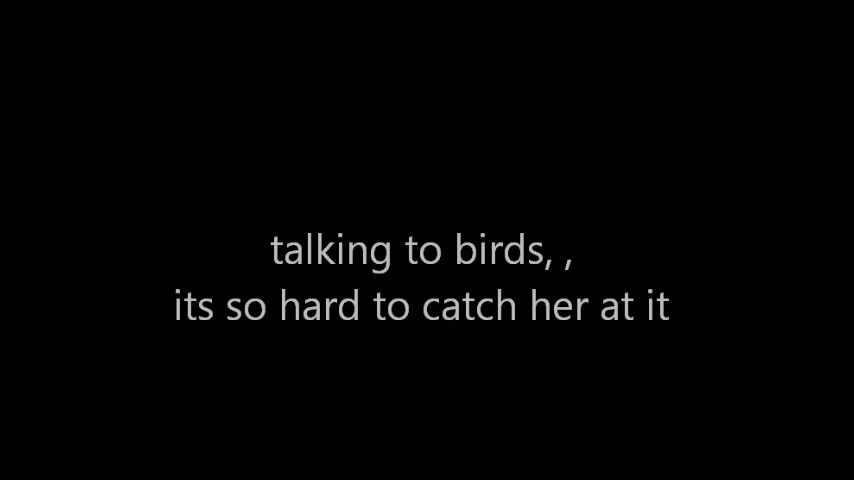 talking to birds, ,
its so hard to catch her at it